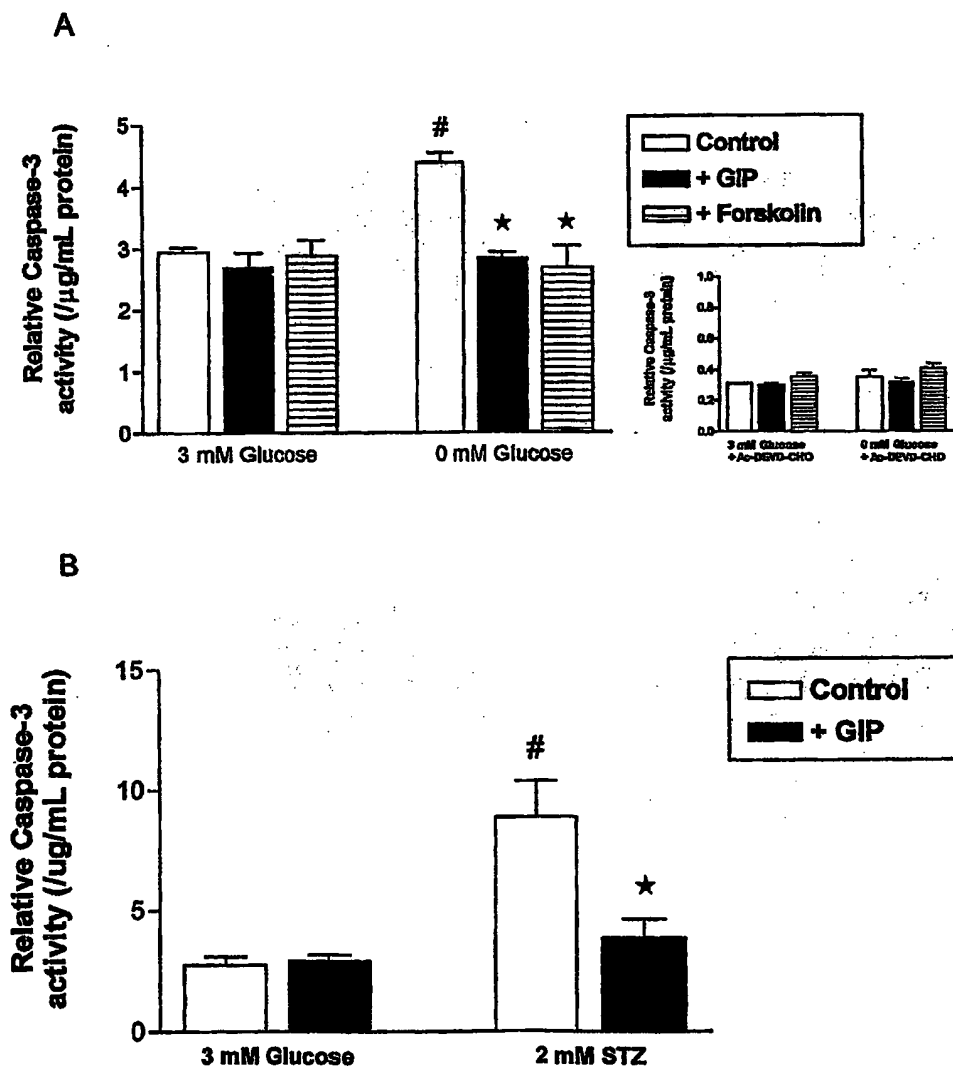 A
Relative Caspase-3
activity (/µg/mL protein)
5
4
3
2
1
0
#
★
★
3 mM Glucose
0 mM Glucose
Control
+ GIP
+ Forskolin
Relative Caspase-3
activity (/µg/mL protein)
1.0
0.8
0.6
0.4
0.2
0.0
3 mM Glucose
+ Ac-DEVD-CHO
0 mM Glucose
+ Ac-DEVD-CHO
B
Relative Caspase-3
activity (/ug/mL protein)
15
10
5
0
#
★
3 mM Glucose
2 mM STZ
Control
+ GIP